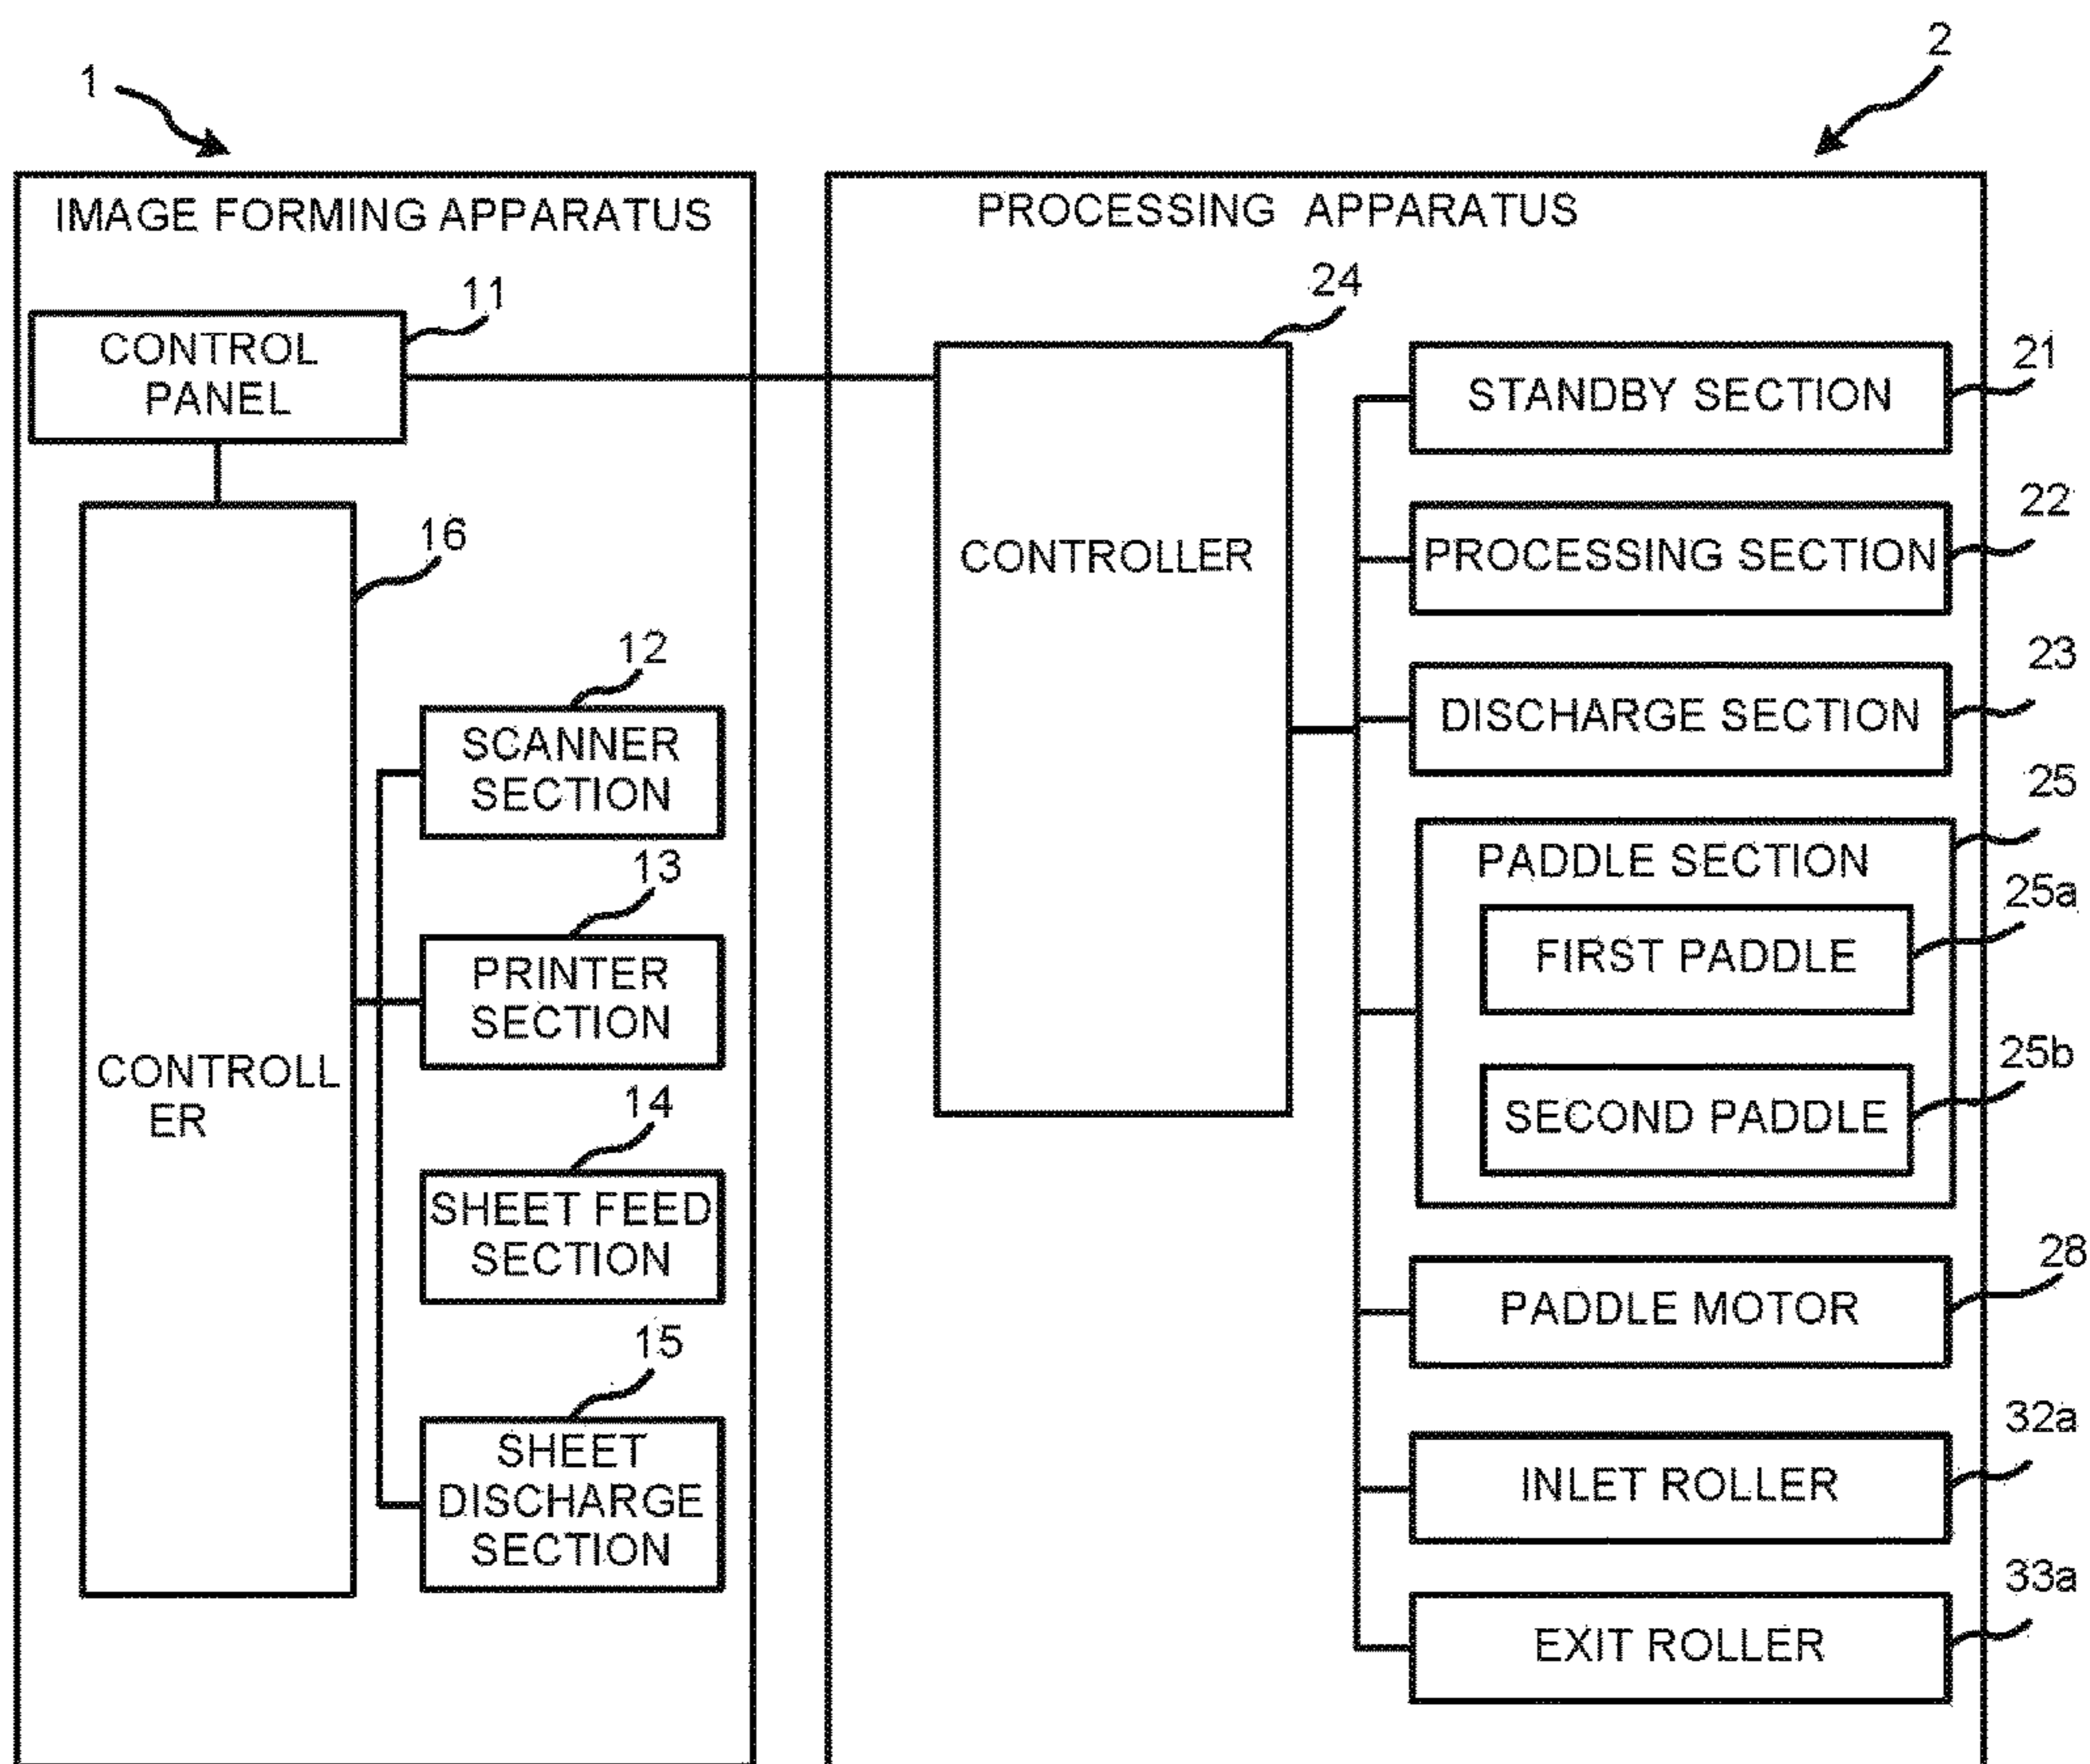 1
2
IMAGE FORMING APPARATUS
11
CONTROL
PANEL
16
CONTROLL
ER
12
SCANNER
SECTION
13
PRINTER
SECTION
14
SHEET FEED
SECTION
15
SHEET
DISCHARGE
SECTION
PROCESSING APPARATUS
24
CONTROLLER
21
STANDBY SECTION
22
PROCESSING SECTION
23
DISCHARGE SECTION
25
PADDLE SECTION
25a
FIRST PADDLE
25b
SECOND PADDLE
28
PADDLE MOTOR
32a
INLET ROLLER
33a
EXIT ROLLER